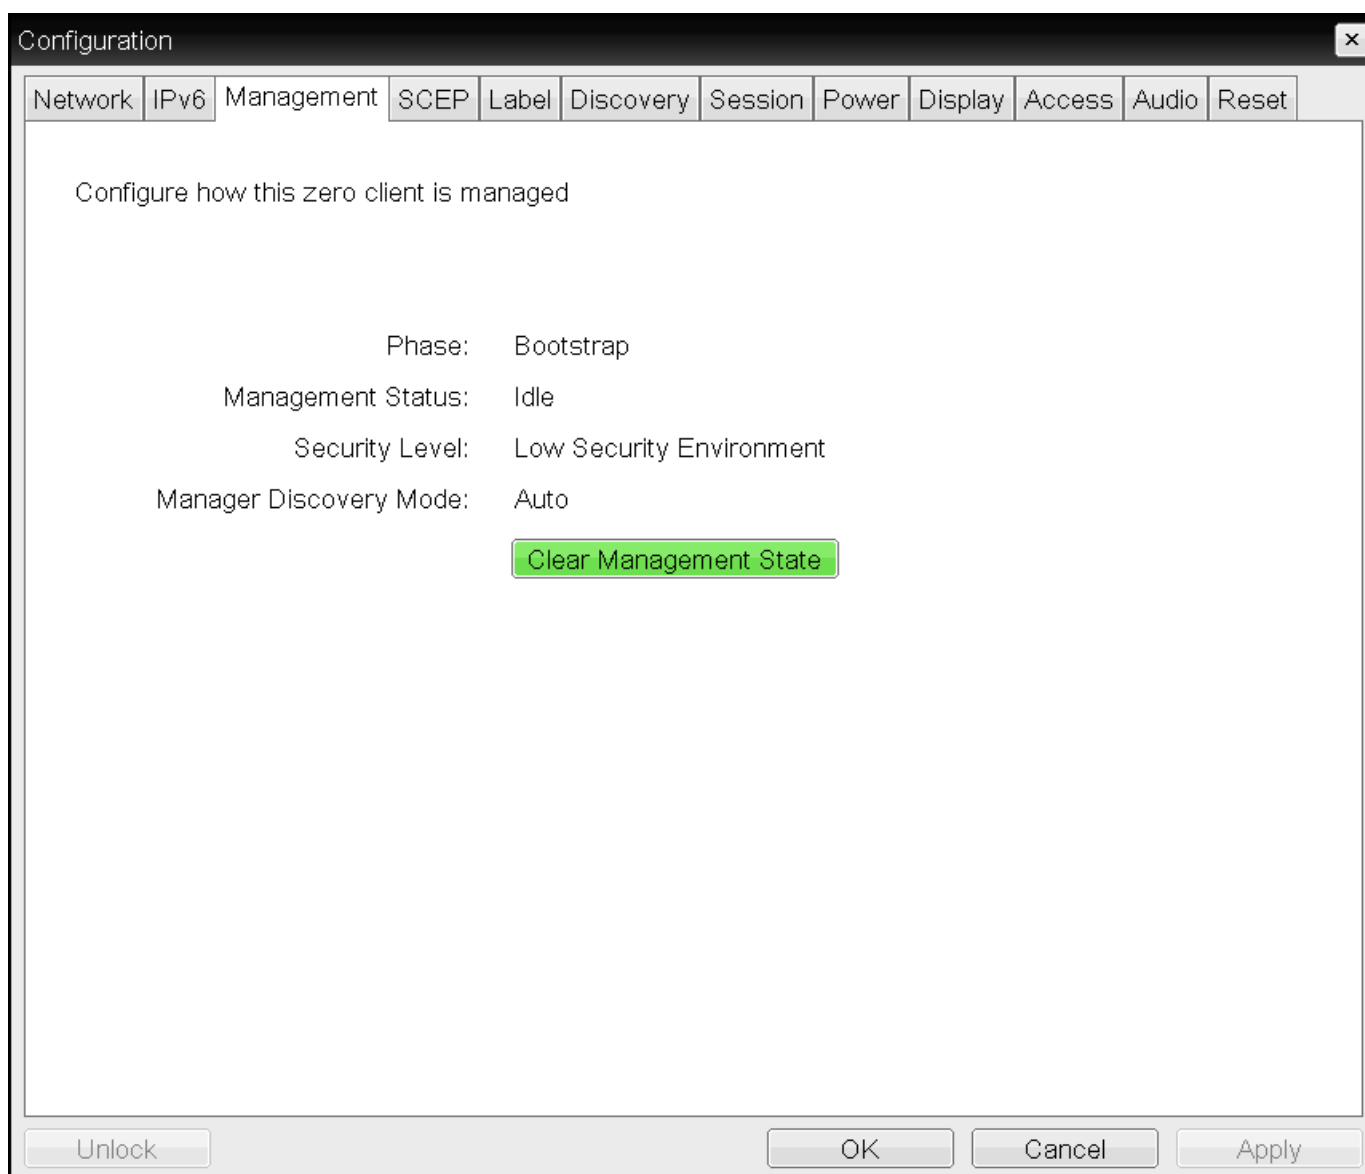 Configuration
Network IPv6 Management SCEP Label Discovery Session Power Display Access Audio Reset
Configure how this zero client is managed
Phase: Bootstrap
Management Status: Idle
Security Level: Low Security Environment
Manager Discovery Mode: Auto
Clear Management State
Unlock OK Cancel Apply